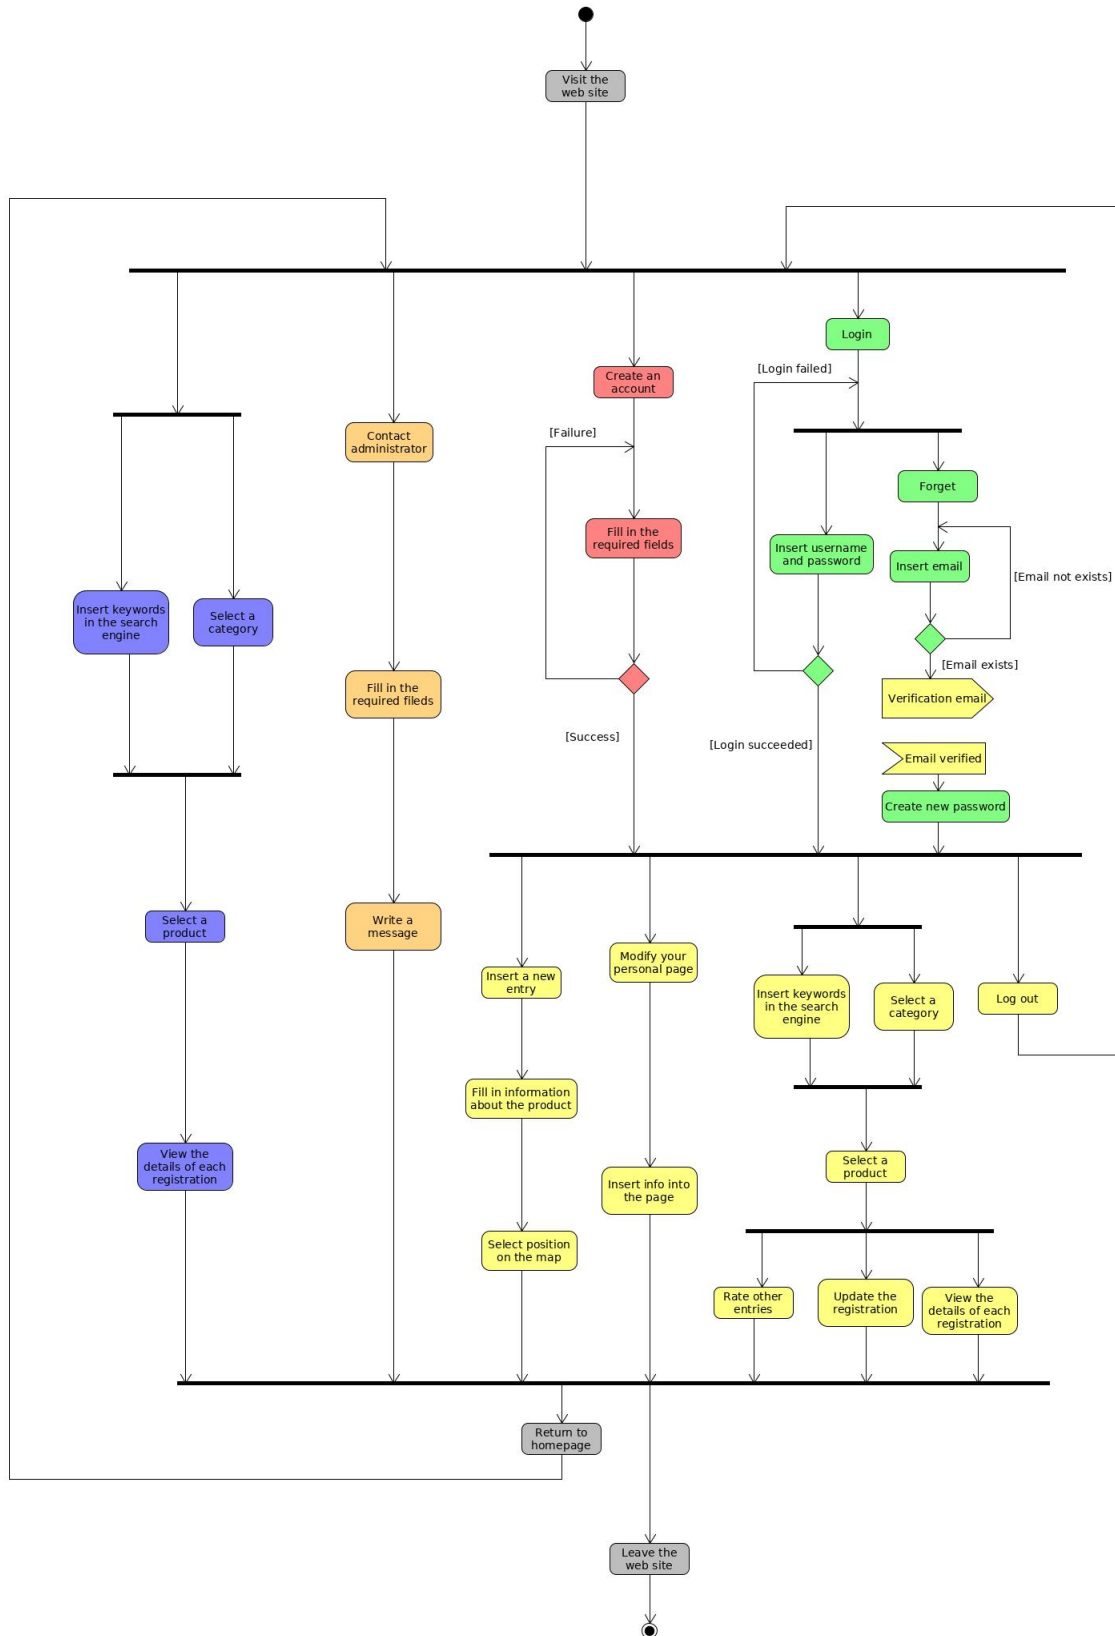 Visit the
web site
Login
[Login failed]
Create an
account
[Failure]
Contact
administrator
Forget
Fill in the
required fields
Insert username
and password
Insert email
[Email not exists]
Insert keywords
in the search
engine
Select a
category
[Email exists]
Fill in the
required fileds
Verification email
[Success]
[Login succeeded]
Email verified
Create new password
Select a
product
Write a
message
Modify your
personal page
Insert a new
entry
Insert keywords
in the search
engine
Select a
category
Log out
Fill in information
about the product
View the
details of each
registration
Select a
product
Insert info into
the page
Select position
on the map
Rate other
entries
Update the
registration
View the
details of each
registration
Return to
homepage
Leave the
web site